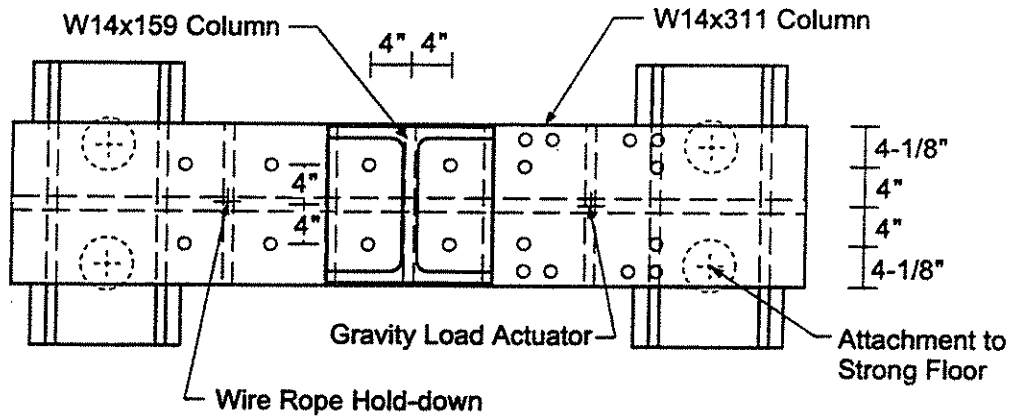 W14x159 Column
W14x311 Column
4" 4"
4-1/8"
4"
4"
4"
4"
4-1/8"
Gravity Load Actuator
Attachment to
Strong Floor
Wire Rope Hold-down